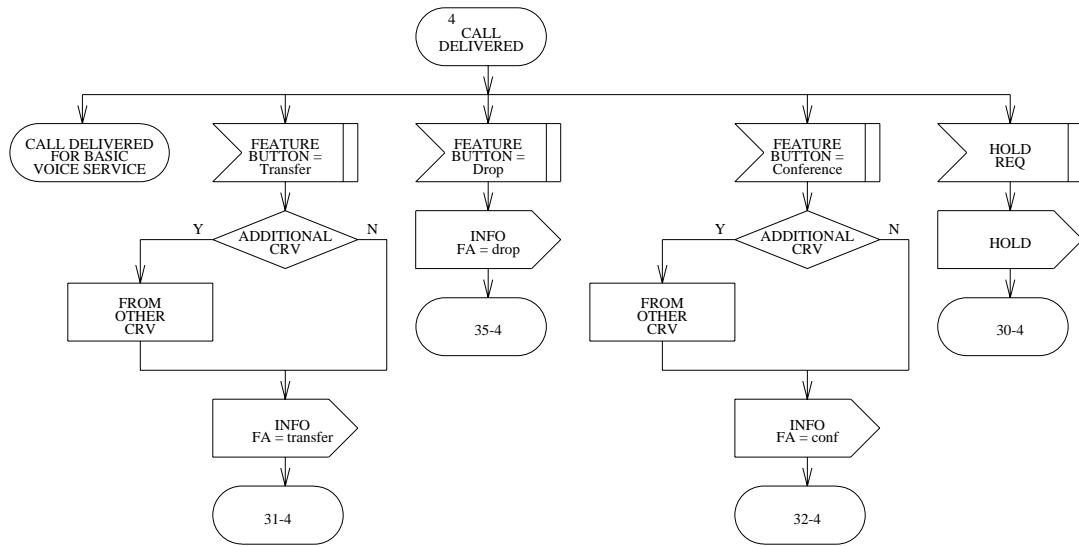 4
CALL
DELIVERED
CALL DELIVERED
FOR BASIC
VOICE SERVICE
FEATURE
BUTTON =
Transfer
FEATURE
BUTTON =
Drop
FEATURE
BUTTON =
Conference
HOLD
REQ
Y
ADDITIONAL
CRV
N
INFO
FA = drop
Y
ADDITIONAL
CRV
N
HOLD
FROM
OTHER
CRV
35-4
FROM
OTHER
CRV
30-4
INFO
FA = transfer
INFO
FA = conf
31-4
32-4